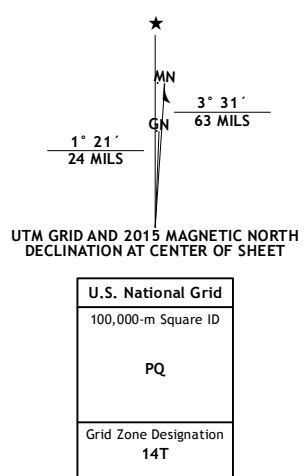 ★
MN
3° 31´
63 MILS
GN
1° 21´
24 MILS
UTM GRID AND 2015 MAGNETIC NORTH
DECLINATION AT CENTER OF SHEET
U.S. National Grid
100,000-m Square ID
PQ
Grid Zone Designation
14T